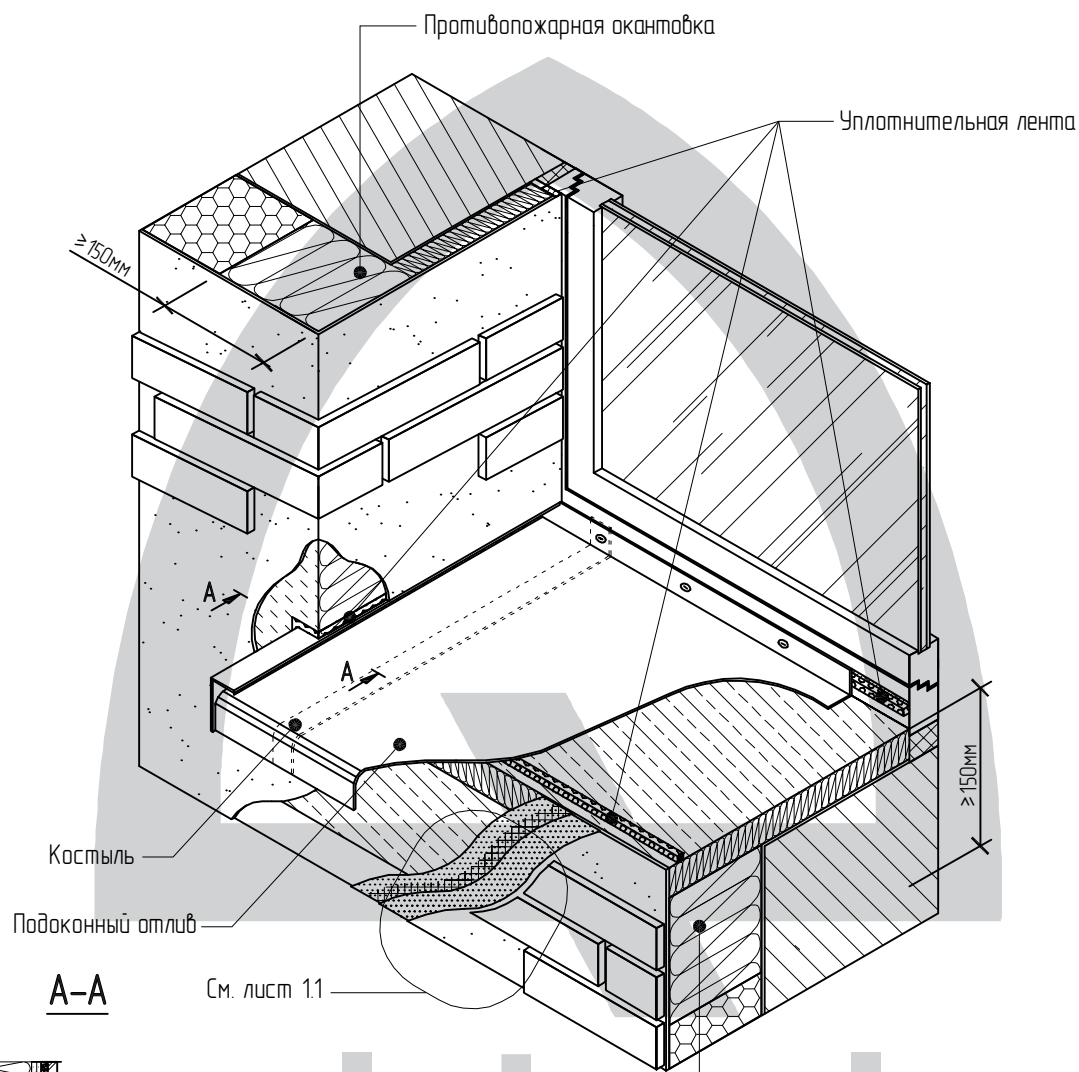 Противопожарная окантовка
Уплотнительная лента
≥150мм
А
А
≥150мм
Костыль
Подоконный отлив
А-А
См. лист 1.1